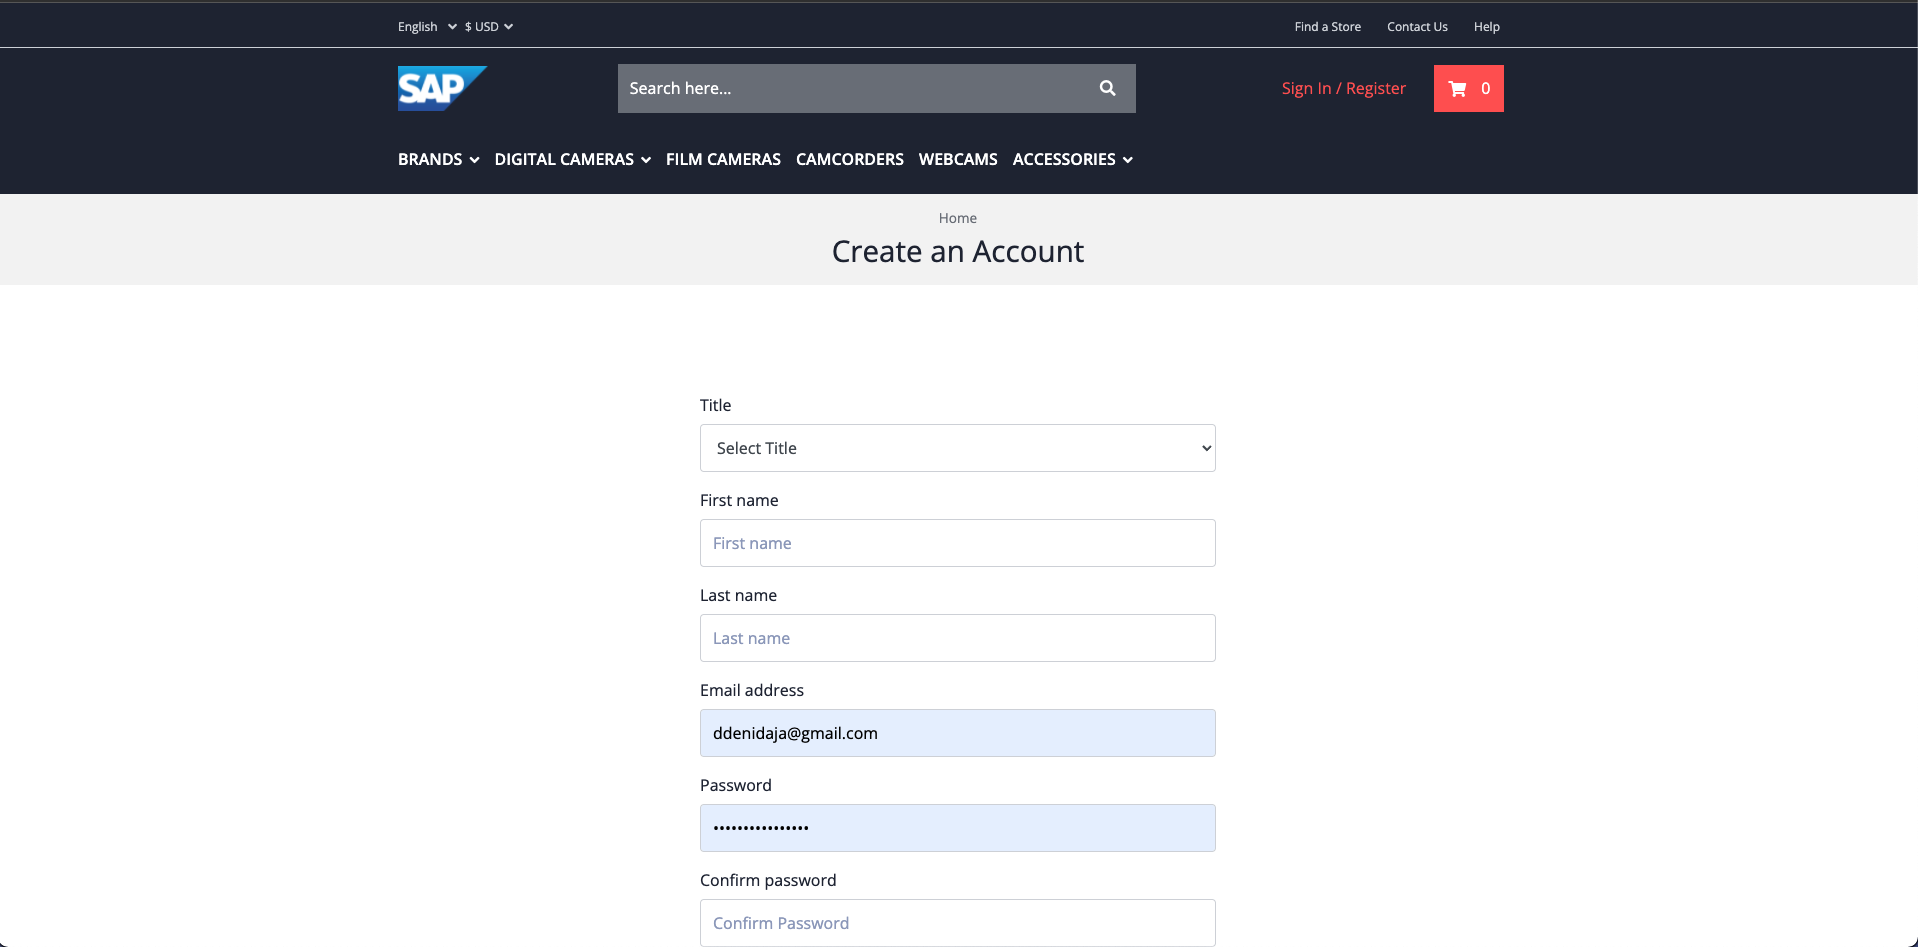 English $ USD Find a Store Contact Us Help
SAP Search here... Sign In / Register 0
BRANDS DIGITAL CAMERAS FILM CAMERAS CAMCORDERS WEBCAMS ACCESSORIES
Home
Create an Account
Title
Select Title
First name
First name
Last name
Last name
Email address
ddenidaja@gmail.com
Password
••••••••••••••••
Confirm password
Confirm Password